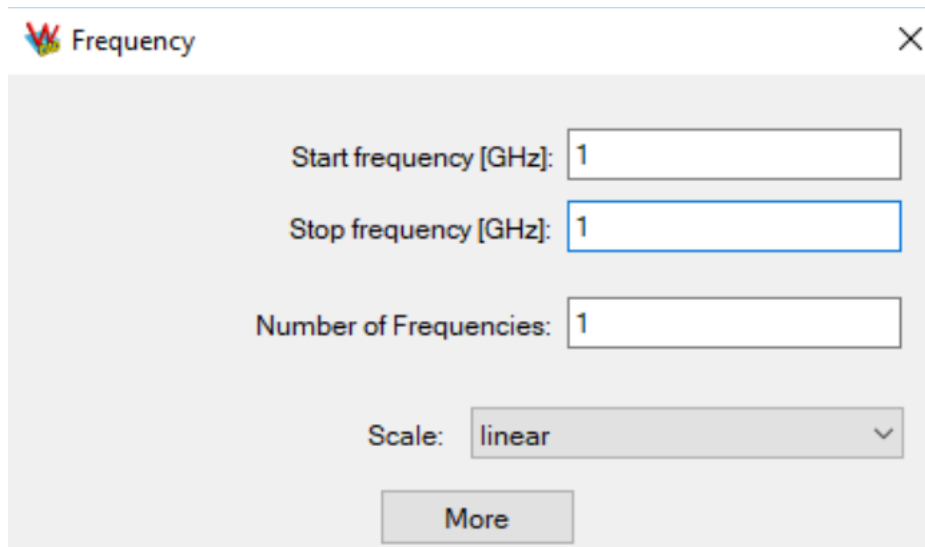 Frequency
Start frequency [GHz]: 1
Stop frequency [GHz]: 1
Number of Frequencies: 1
Scale: linear
More